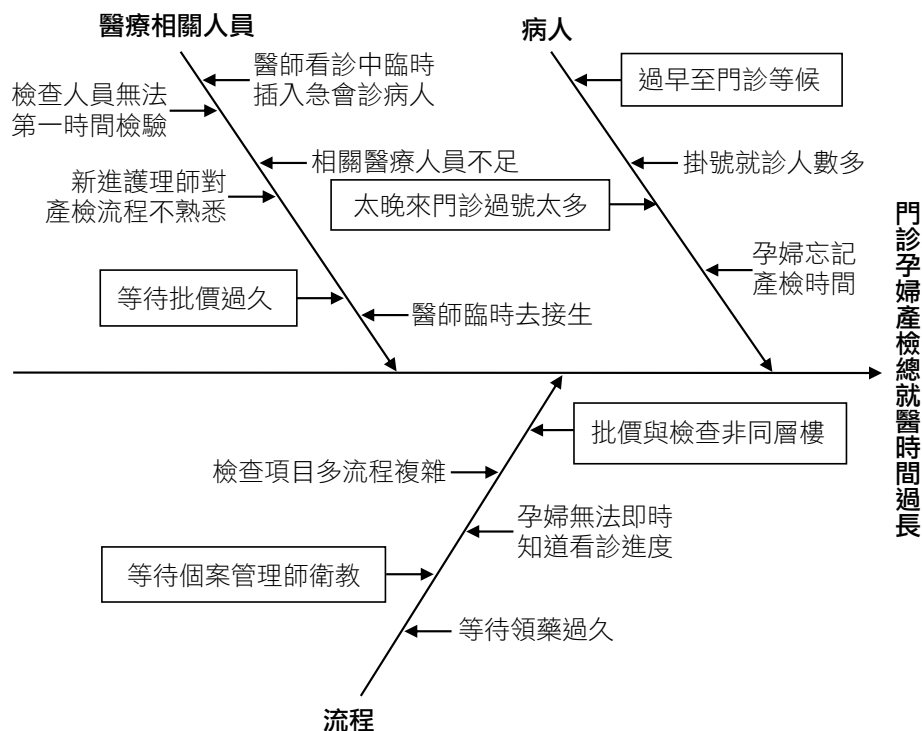 醫療相關人員
醫師看診中臨時
插入急會診病人
檢查人員無法
第一時間檢驗
相關醫療人員不足
新進護理師對
產檢流程不熟悉
等待批價過久
醫師臨時去接生
病人
過早至門診等候
掛號就診人數多
太晚來門診過號太多
孕婦忘記
產檢時間
門診孕婦產檢總就醫時間過長
批價與檢查非同層樓
檢查項目多流程複雜
孕婦無法即時
知道看診進度
等待個案管理師衛教
等待領藥過久
流程